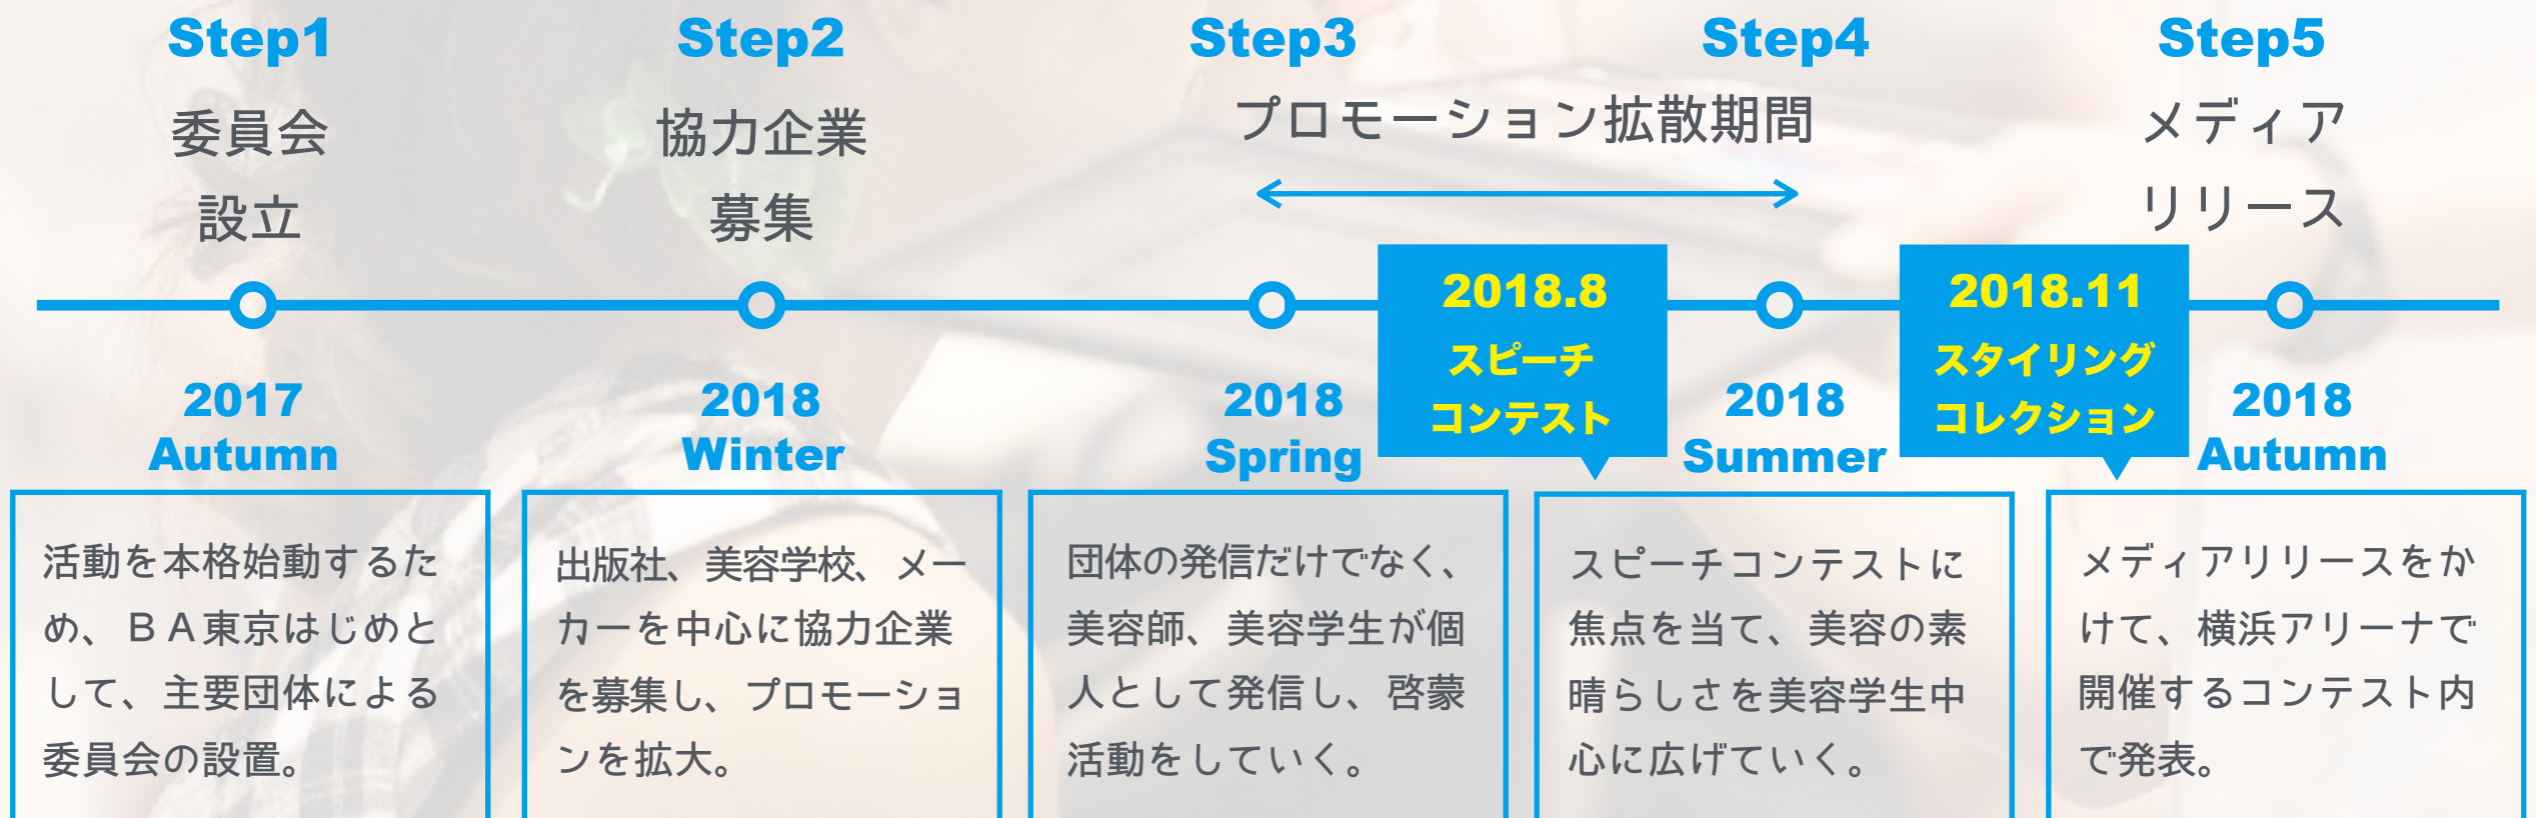 Step1
委員会
設立
Step2
協力企業
募集
Step3
Step4
プロモーション拡散期間
Step5
メディア
リリース
2017
Autumn
2018
Winter
2018
Spring
2018.8
スピーチ
コンテスト
2018
Summer
2018.11
スタイリング
コレクション
2018
Autumn
活動を本格始動するた
め、ＢＡ東京はじめと
して、主要団体による
委員会の設置。
出版社、美容学校、メー
カーを中心に協力企業
を募集し、プロモーショ
ンを拡大。
団体の発信だけでなく、
美容師、美容学生が個
人として発信し、啓蒙
活動をしていく。
スピーチコンテストに
焦点を当て、美容の素
晴らしさを美容学生中
心に広げていく。
メディアリリースをか
けて、横浜アリーナで
開催するコンテスト内
で発表。